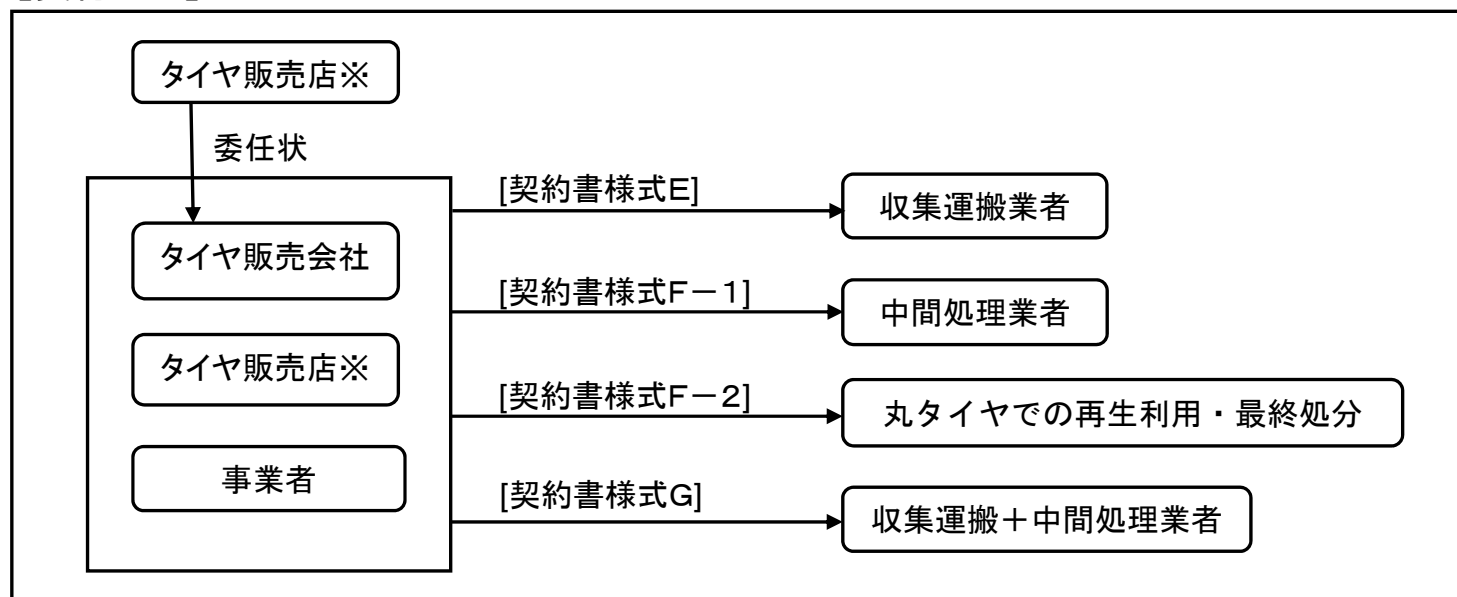 タイヤ販売店※
委任状
[契約書様式E]
収集運搬業者
タイヤ販売会社
[契約書様式F－1]
中間処理業者
タイヤ販売店※
[契約書様式F－2]
丸タイヤでの再生利用・最終処分
事業者
[契約書様式G]
収集運搬＋中間処理業者